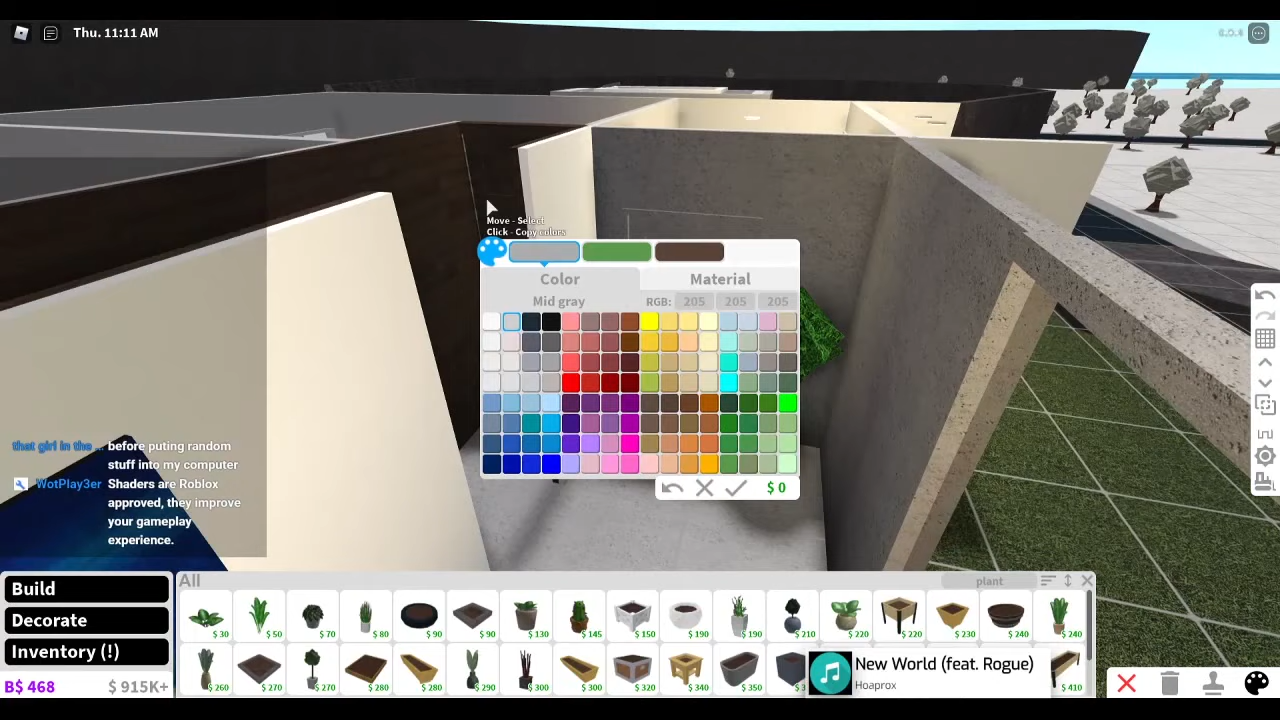 Thu. 11:11 AM
Move - Select
Click - Copy colors
Color
Material
Mid gray
RGB: 205 205 205
$ 0
that girl in the ... before puting random
stuff into my computer
WotPlay3er Shaders are Roblox
approved, they improve
your gameplay
experience.
Build
Decorate
Inventory (!)
B$ 468 $ 915K+
All
plant
$ 30 $ 50 $ 70 $ 80 $ 90 $ 90 $ 130 $ 145 $ 150 $ 190 $ 190 $ 210 $ 220 $ 220 $ 230 $ 240 $ 240
$ 260 $ 270 $ 270 $ 280 $ 280 $ 290 $ 300 $ 300 $ 320 $ 340 $ 350 $ 410
New World (feat. Rogue)
Hoaprox